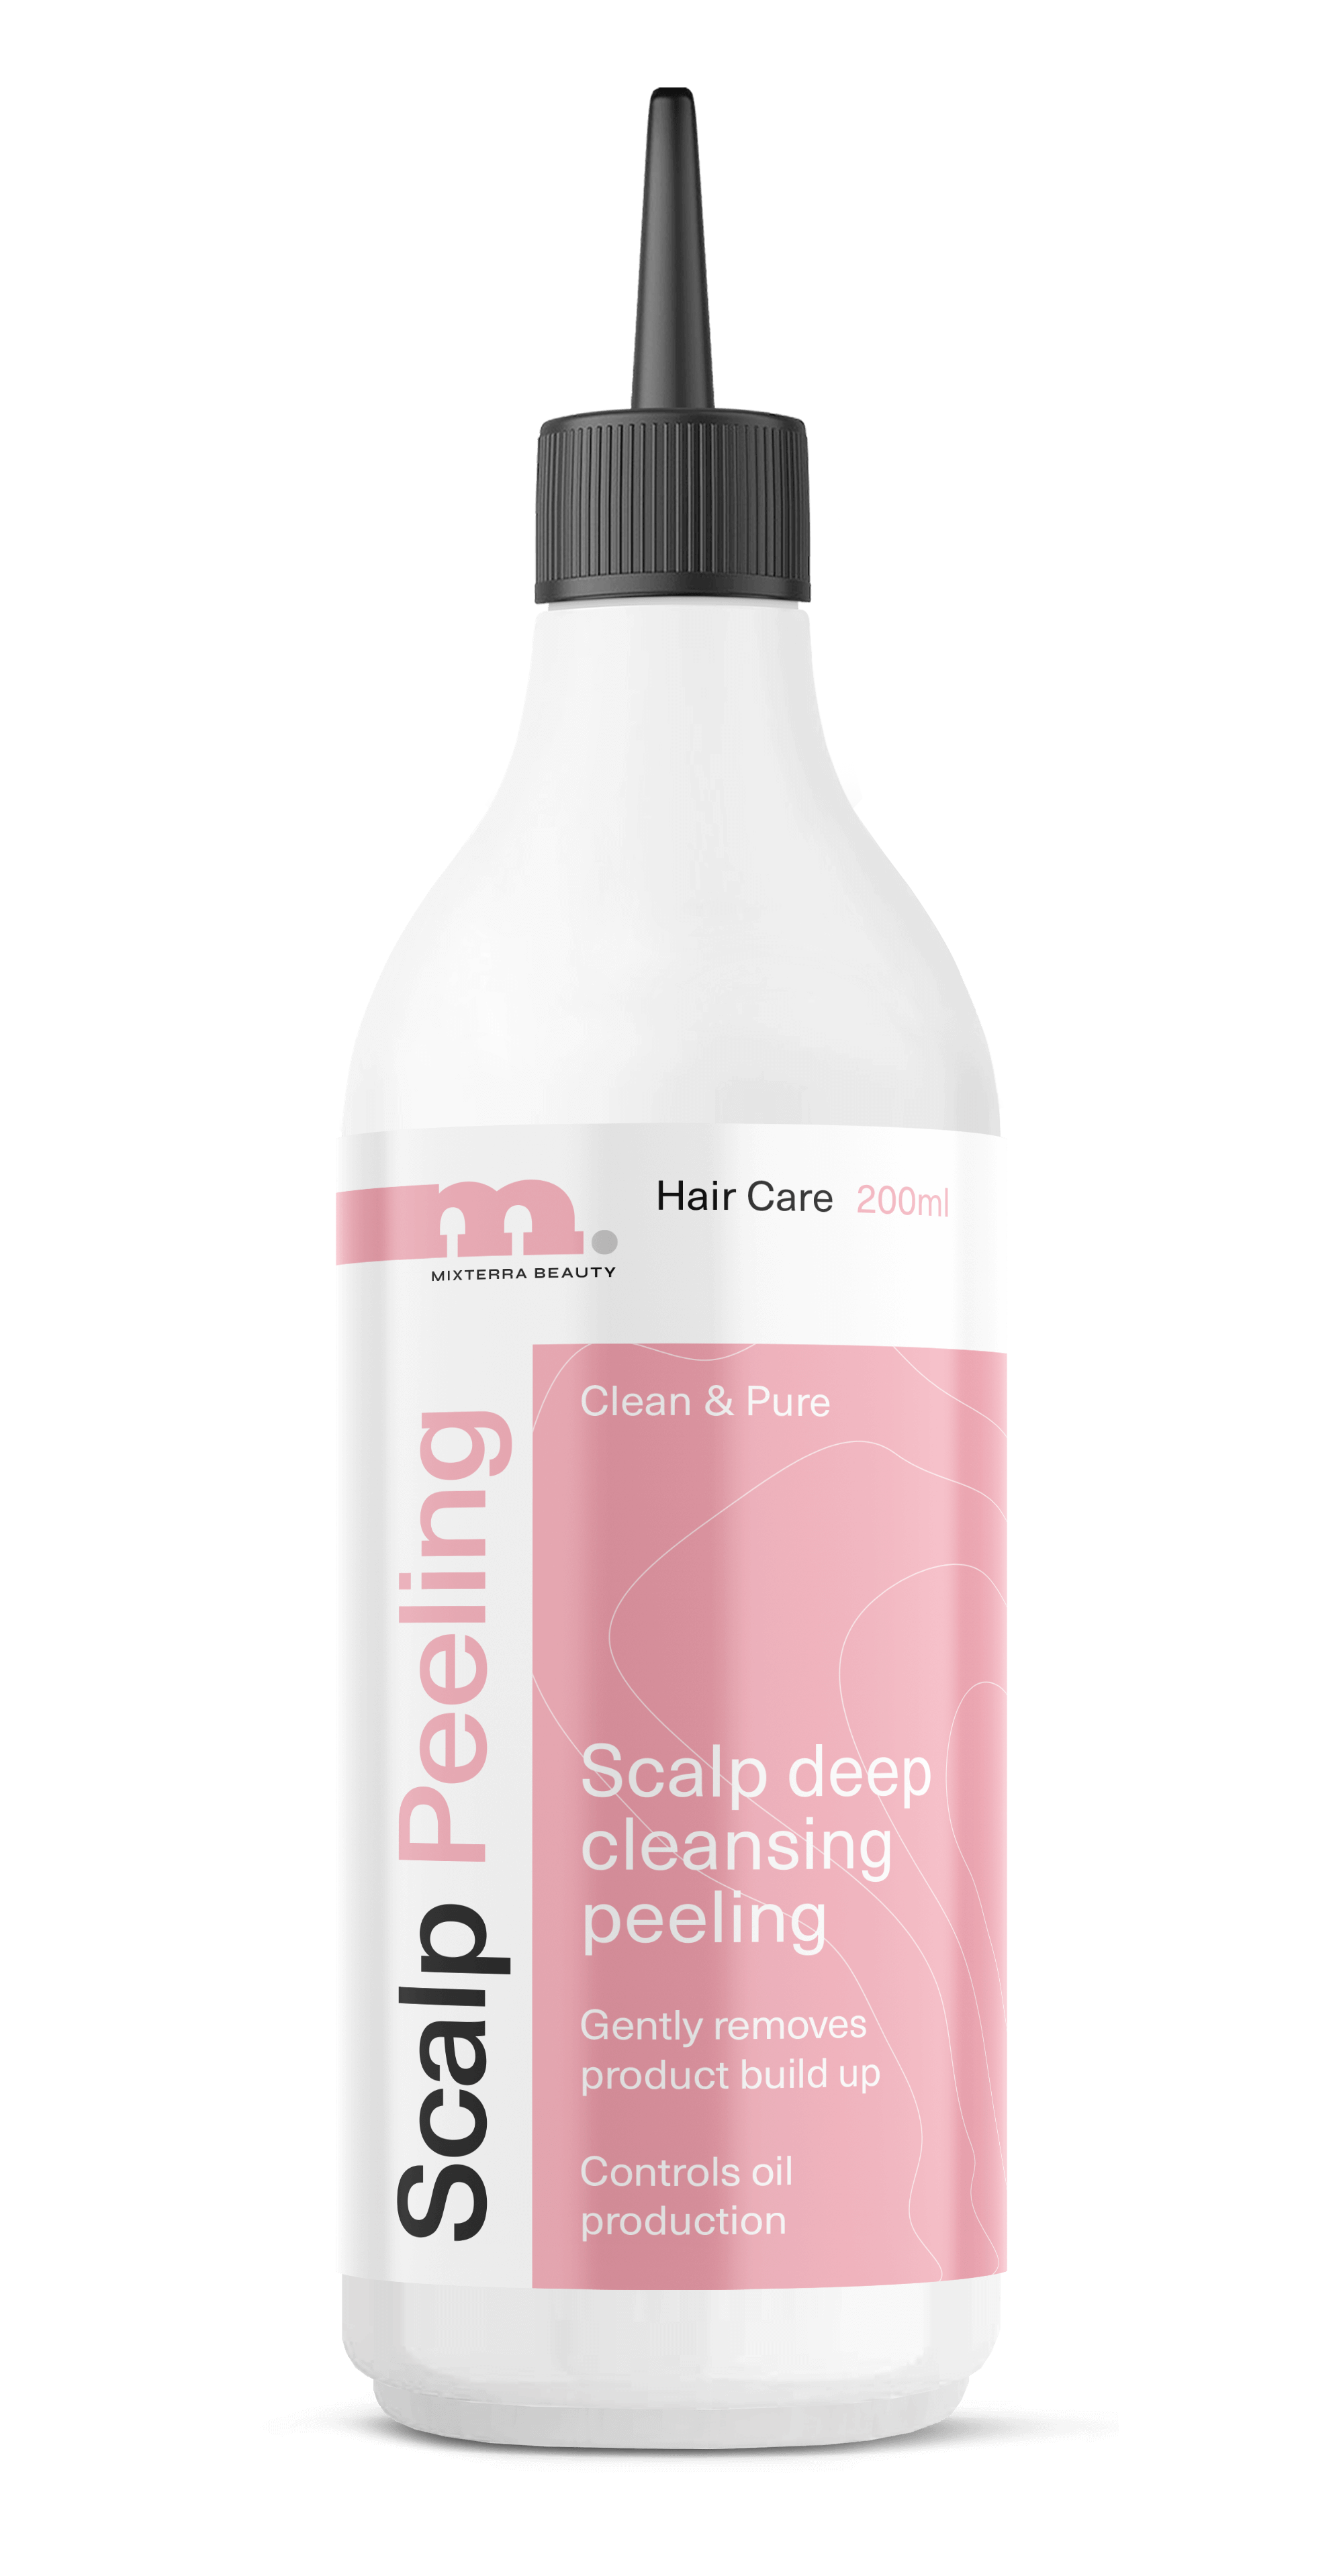 m.
MIXTERRA BEAUTY
Hair Care 200ml
Scalp Peeling
Clean & Pure
Scalp deep
cleansing
peeling
Gently removes
product build up
Controls oil
production